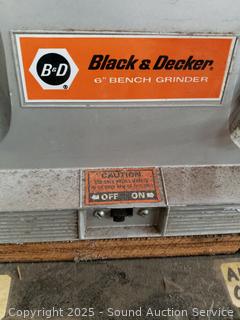 B&D
®
Black & Decker®
6" BENCH GRINDER
CAUTION
OFF ON
Copyright 2025 - Sound Auction Service